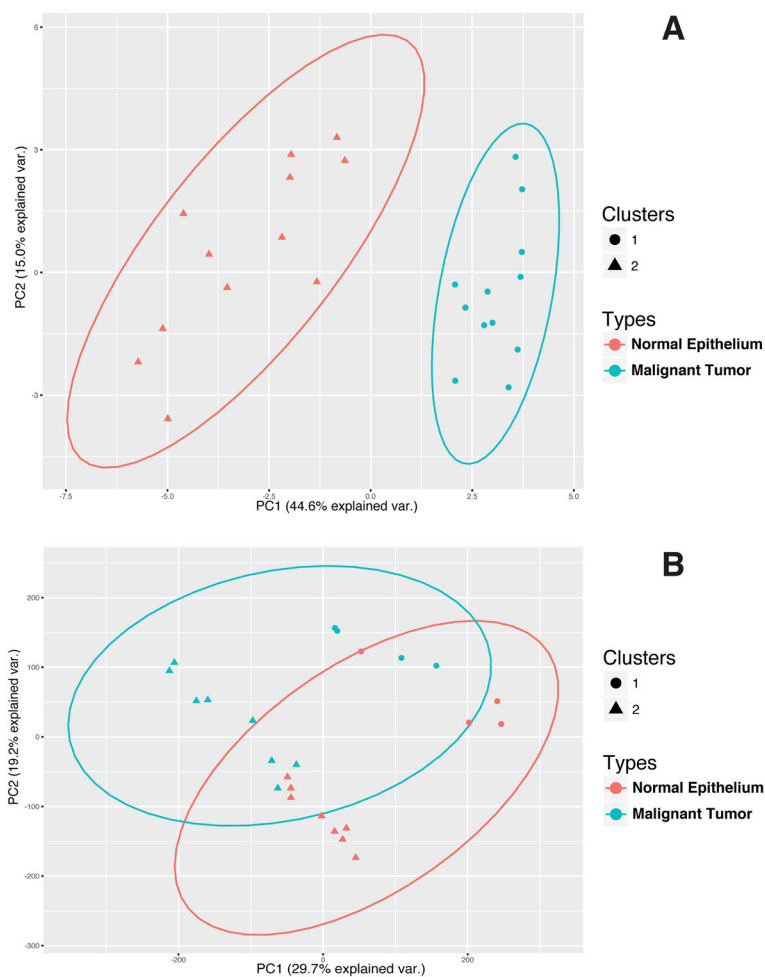 A
6
3
0
-3
PC2 (15.0% explained var.)
-7.5 -5.0 -2.5 0.0 2.5 5.0
PC1 (44.6% explained var.)
Clusters
1
2
Types
Normal Epithelium
Malignant Tumor
B
200
100
0
-100
-200
-300
PC2 (19.2% explained var.)
-200 0 200
PC1 (29.7% explained var.)
Clusters
1
2
Types
Normal Epithelium
Malignant Tumor